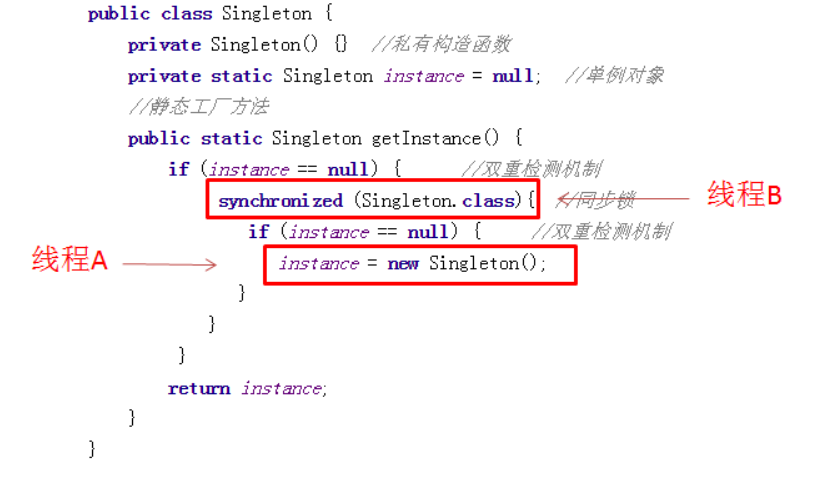 public class Singleton {
private Singleton() {}  //私有构造函数
private static Singleton instance = null;  //单例对象
//静态工厂方法
public static Singleton getInstance() {
if (instance == null) {      //双重检测机制
synchronized (Singleton.class){  //同步锁
线程B
if (instance == null) {     //双重检测机制
线程A
instance = new Singleton();
}
}
}
return instance;
}
}